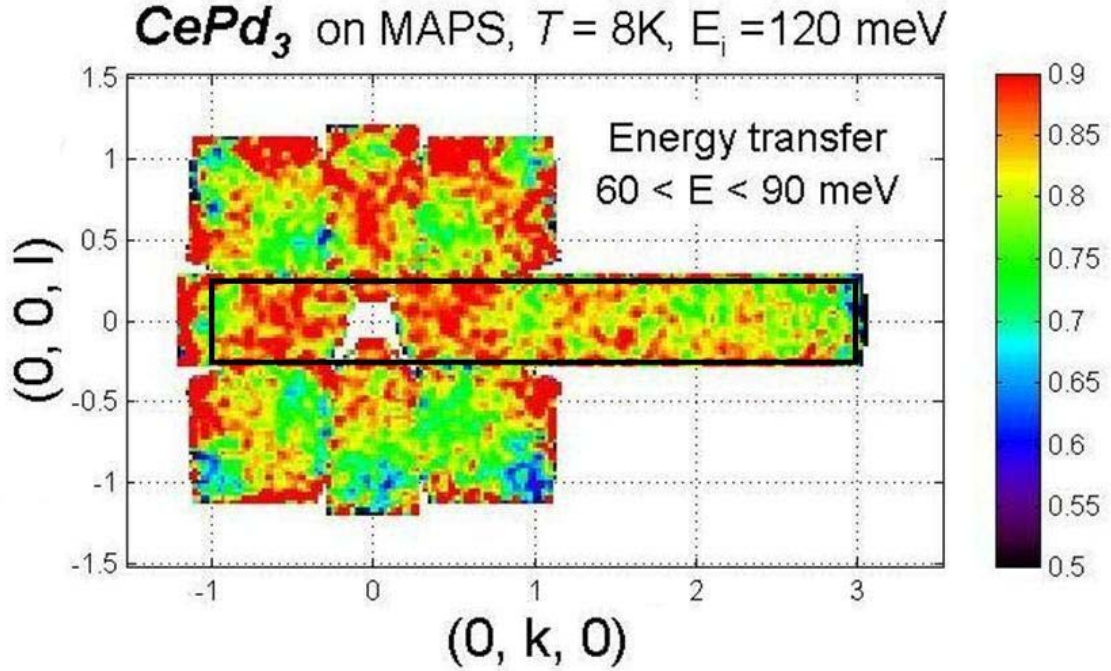 CePd3 on MAPS, T = 8K, Ei =120 meV
Energy transfer
60 < E < 90 meV
1.5
1
0.5
0
-0.5
-1
-1.5
-1 0 1 2 3
(0, 0, l)
(0, k, 0)
0.9
0.85
0.8
0.75
0.7
0.65
0.6
0.55
0.5